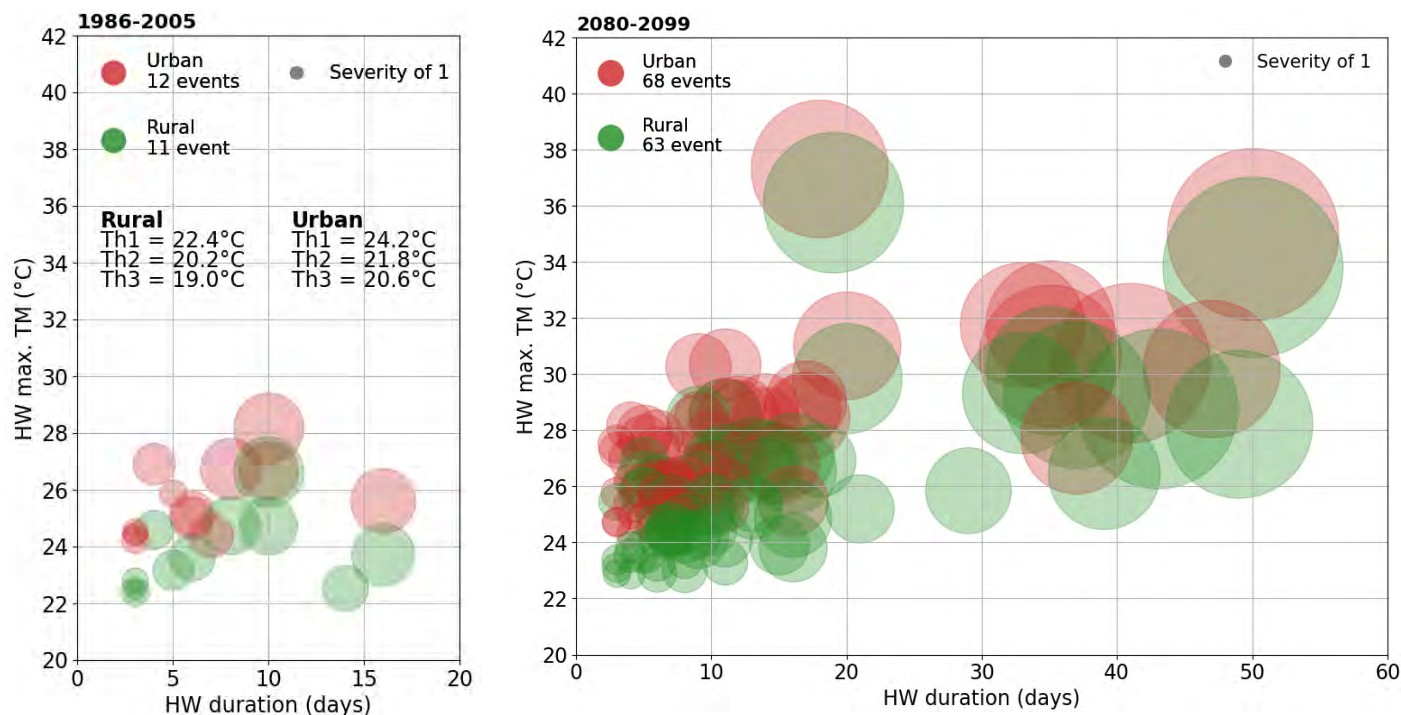 1986-2005
42
40
38
36
34
32
30
28
26
24
22
20
HW max. TM (°C)
Urban
12 events
Severity of 1
Rural
11 event
Rural
Th1 = 22.4°C
Th2 = 20.2°C
Th3 = 19.0°C
Urban
Th1 = 24.2°C
Th2 = 21.8°C
Th3 = 20.6°C
0 5 10 15 20
HW duration (days)
2080-2099
42
40
38
36
34
32
30
28
26
24
22
20
HW max. TM (°C)
Urban
68 events
Severity of 1
Rural
63 event
0 10 20 30 40 50 60
HW duration (days)